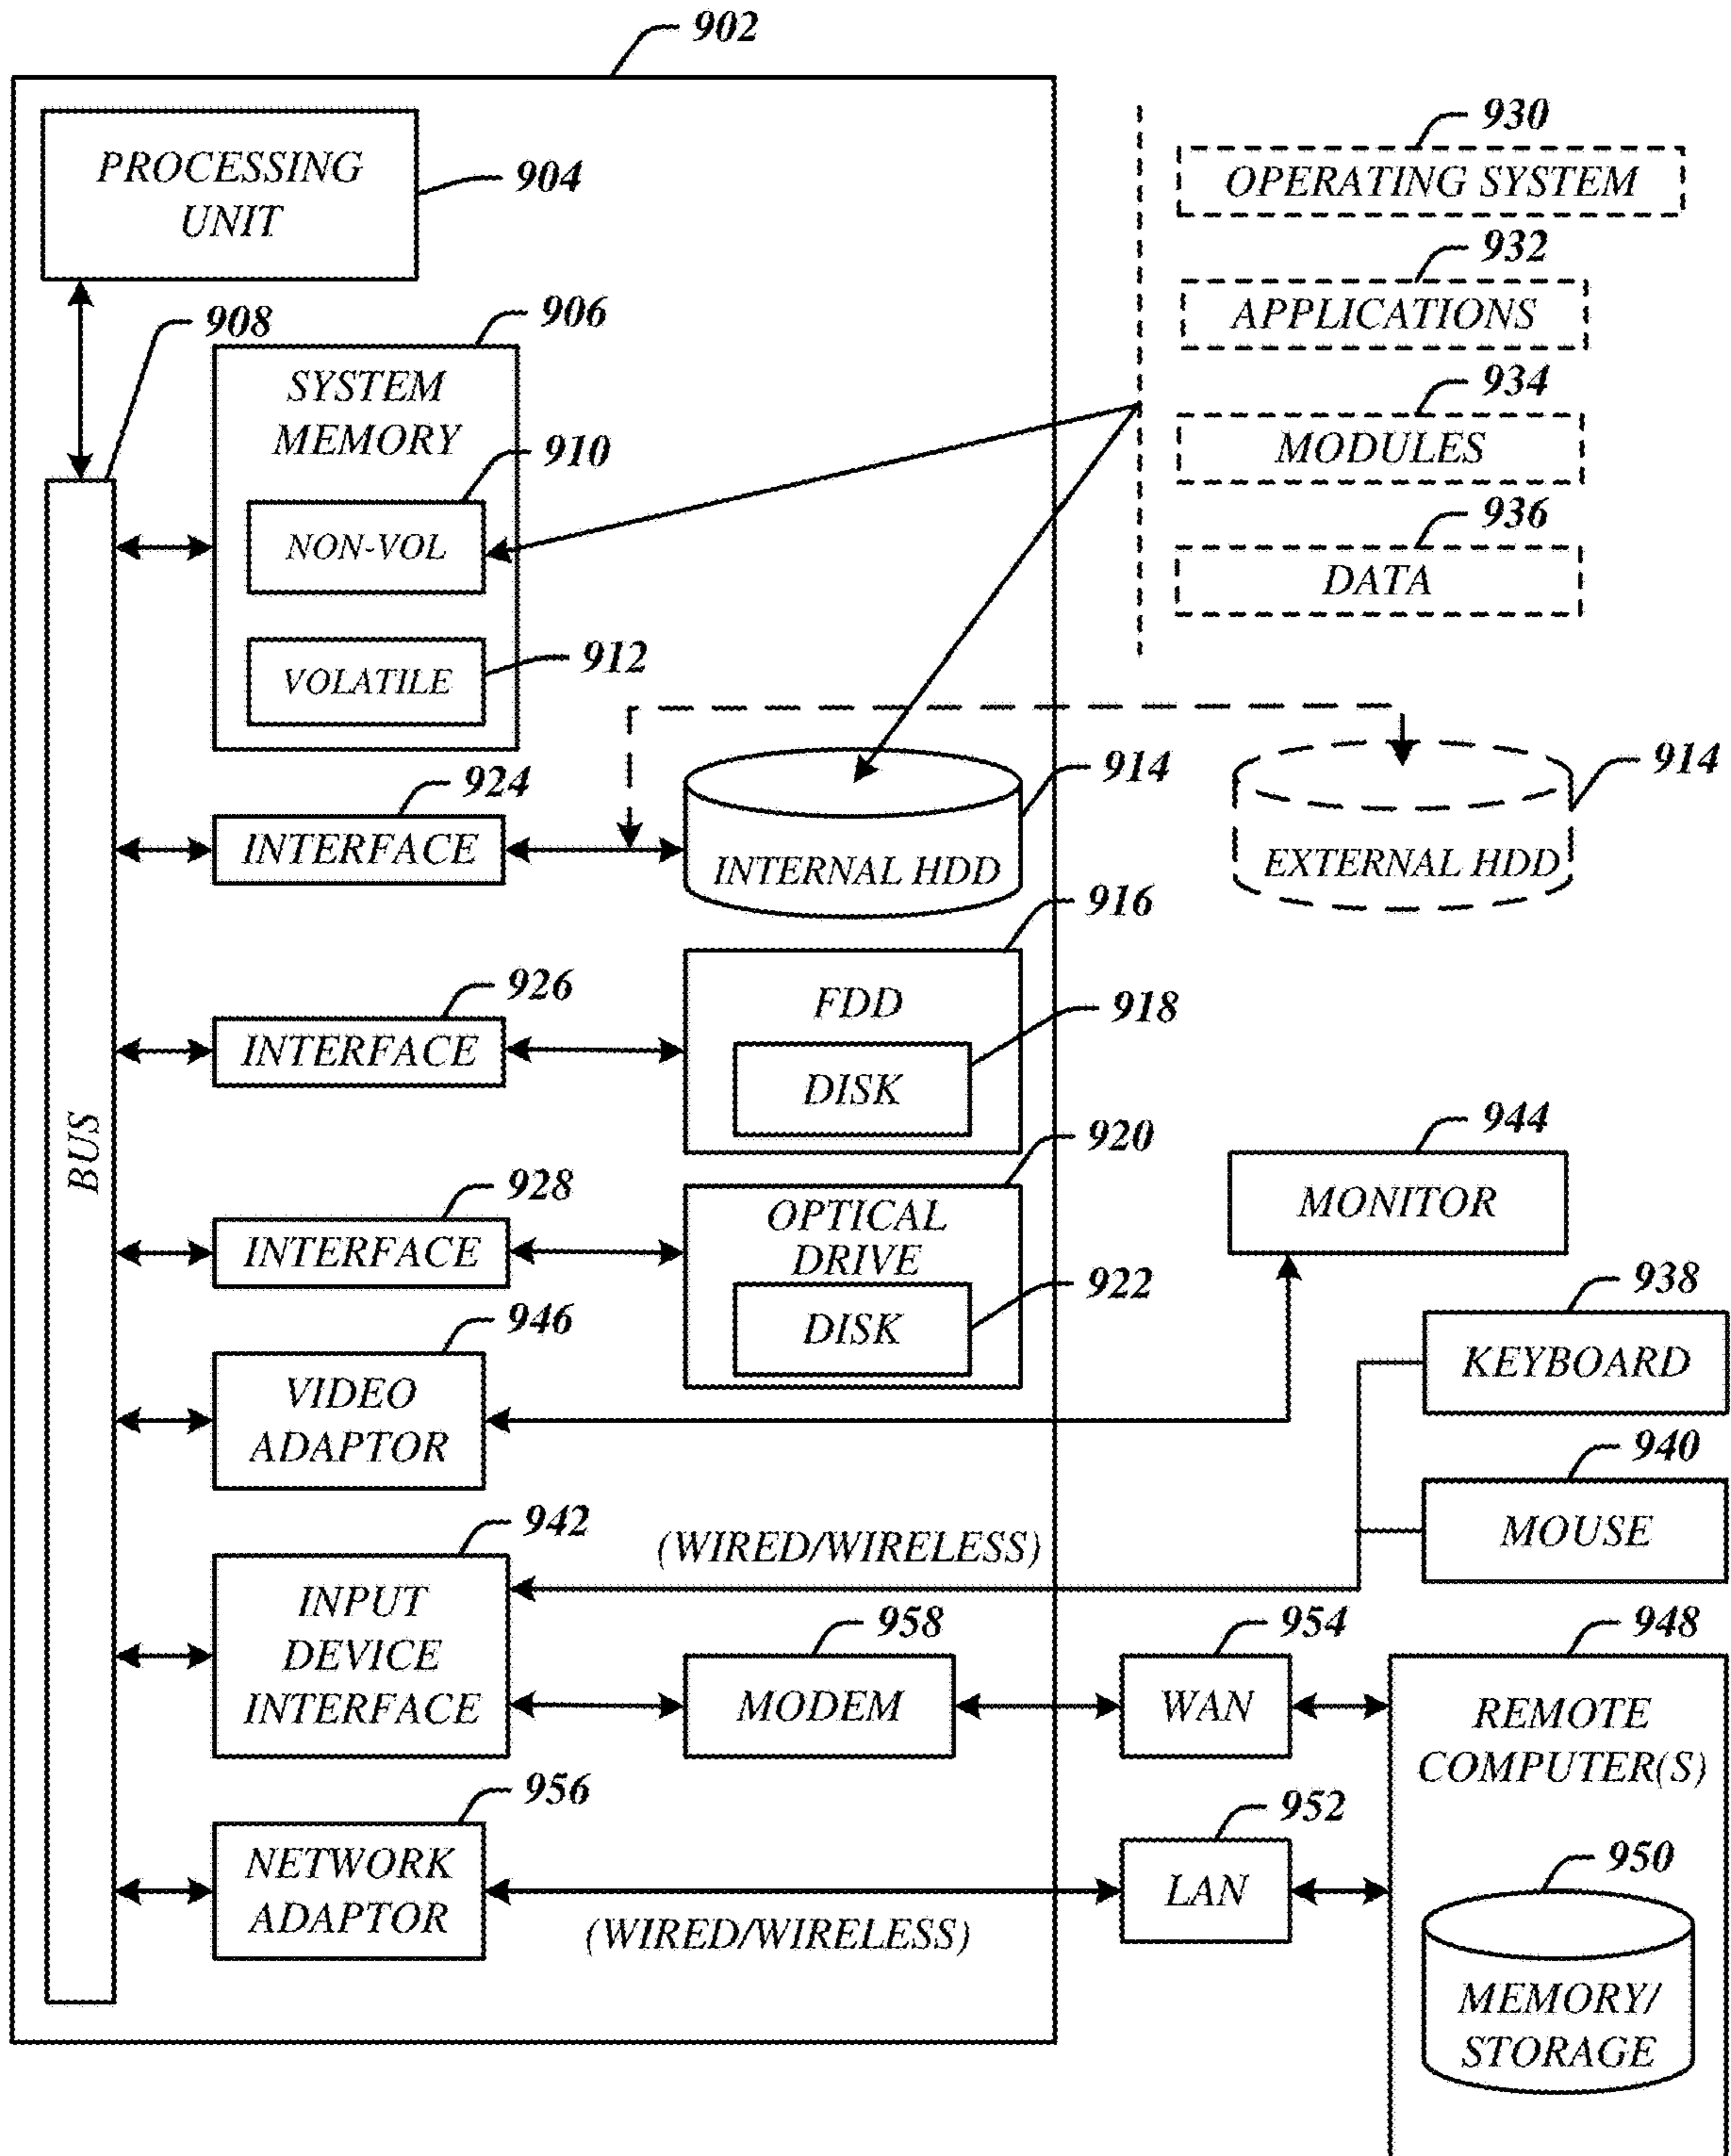 902
PROCESSING
UNIT
904
930
OPERATING SYSTEM
932
APPLICATIONS
934
MODULES
936
DATA
908
906
SYSTEM
MEMORY
910
NON-VOL
912
VOLATILE
BUS
924
INTERFACE
914
INTERNAL HDD
914
EXTERNAL HDD
916
FDD
918
DISK
926
INTERFACE
920
OPTICAL
DRIVE
922
DISK
928
INTERFACE
944
MONITOR
946
VIDEO
ADAPTOR
938
KEYBOARD
940
MOUSE
942
INPUT
DEVICE
INTERFACE
(WIRED/WIRELESS)
958
MODEM
954
WAN
948
REMOTE
COMPUTER(S)
956
NETWORK
ADAPTOR
(WIRED/WIRELESS)
952
LAN
950
MEMORY/
STORAGE